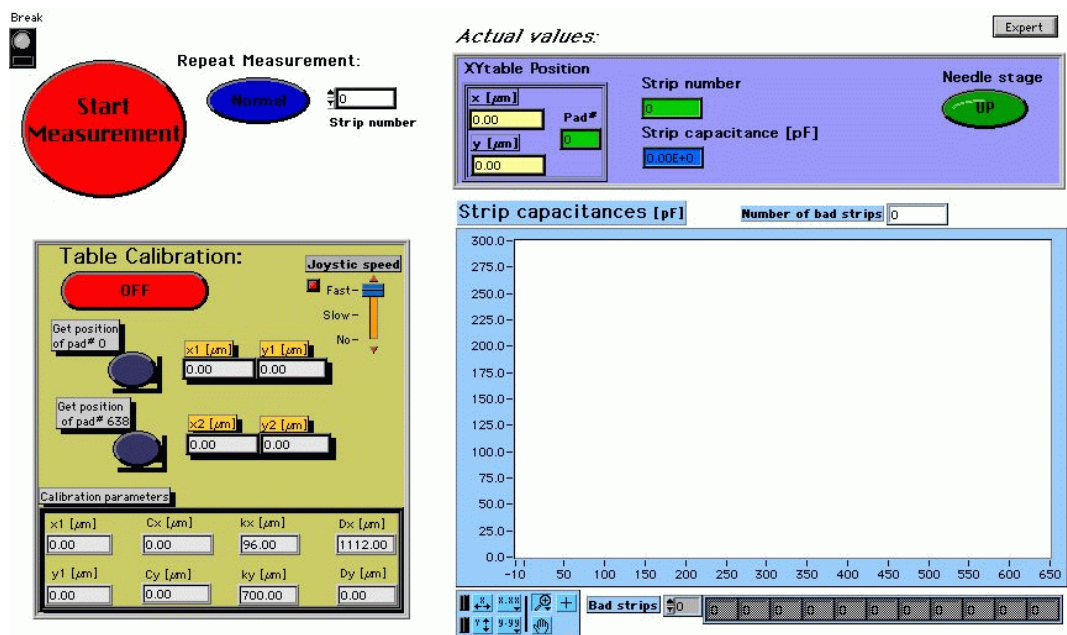 Break
Start
Measurement
Repeat Measurement:
Normal
0
Strip number
Actual values:
Expert
XYtable Position
x [µm]
0.00
Pad#
0
y [µm]
0.00
Strip number
0
Strip capacitance [pF]
0.00E+0
Needle stage
UP
Table Calibration:
OFF
Joystic speed
Fast-
Slow-
No-
Get position
of pad# 0
x1 [µm]
y1 [µm]
0.00
0.00
Get position
of pad# 638
x2 [µm]
y2 [µm]
0.00
0.00
Calibration parameters
x1 [µm] Cx [µm] kx [µm] Dx [µm]
0.00 0.00 96.00 1112.00
y1 [µm] Cy [µm] ky [µm] Dy [µm]
0.00 0.00 700.00 0.00
Strip capacitances [pF]
Number of bad strips 0
300.0-
275.0-
250.0-
225.0-
200.0-
175.0-
150.0-
125.0-
100.0-
75.0-
50.0-
25.0-
0.0-
-10 50 100 150 200 250 300 350 400 450 500 550 600 650
X X.XX
Y Y.YY
Bad strips 0 0 0 0 0 0 0 0 0 0 0